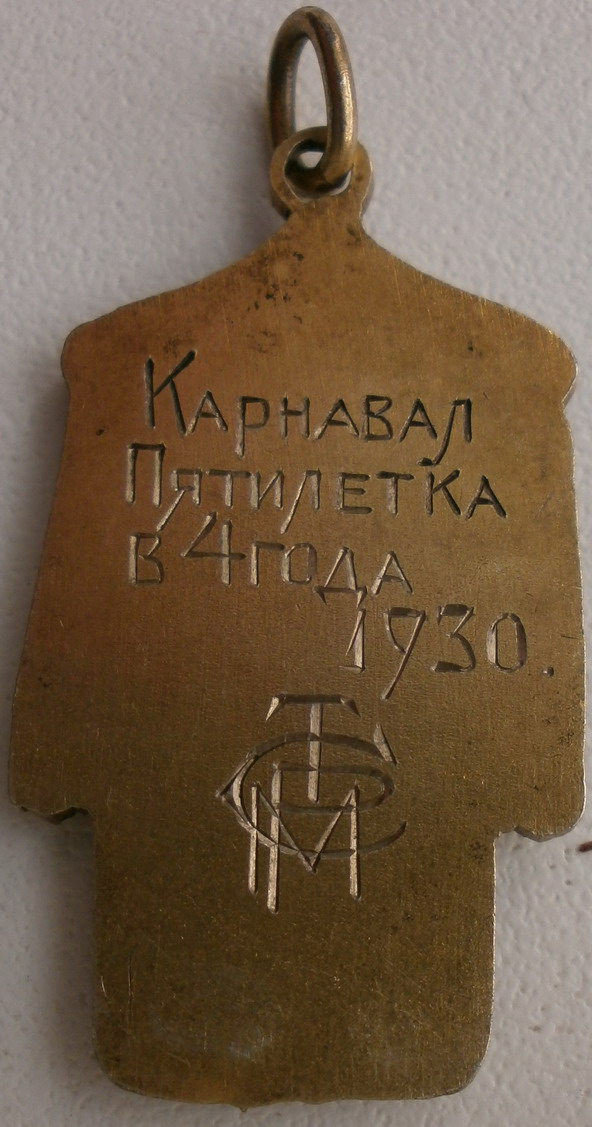 Карнавал
Пятилетка
в 4 года
1930.